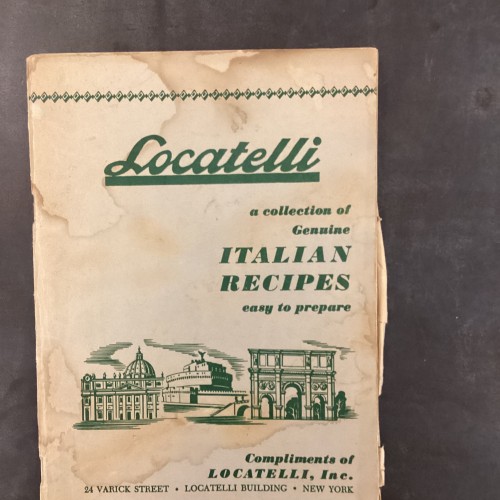 Locatelli
a collection of
Genuine
ITALIAN
RECIPES
easy to prepare
Compliments of
LOCATELLI, Inc.
24 VARICK STREET • LOCATELLI BUILDING • NEW YORK